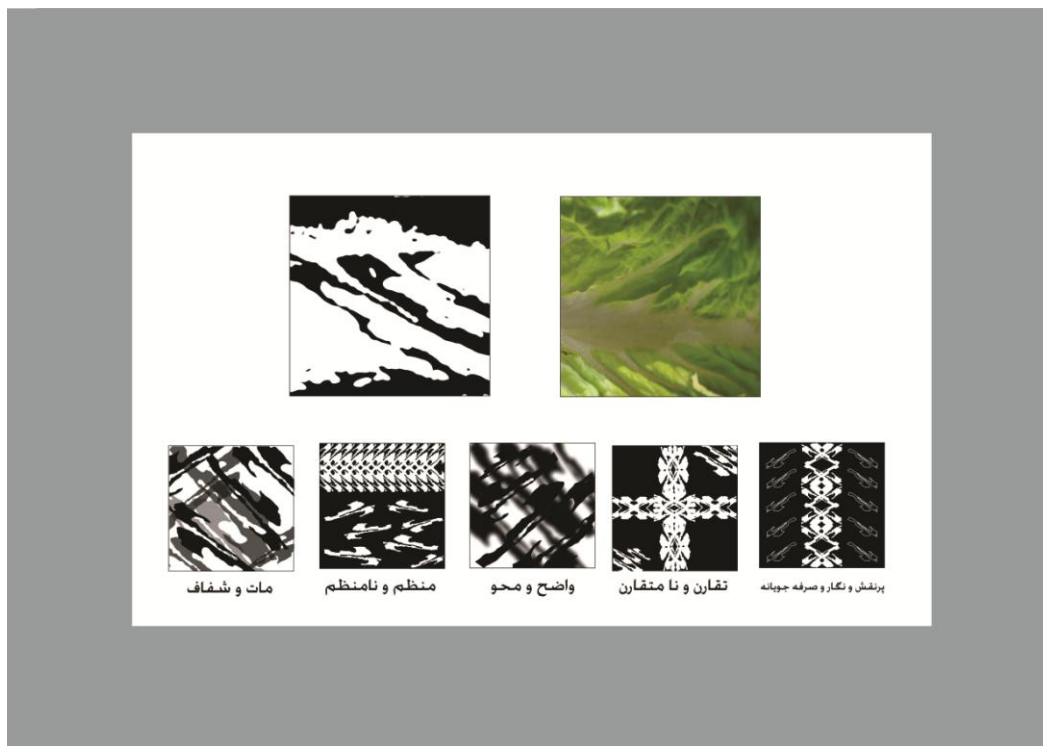 پرنقش و نگار و صرفه جویانه
تقارن و نا متقارن
واضح و محو
منظم و نامنظم
مات و شفاف